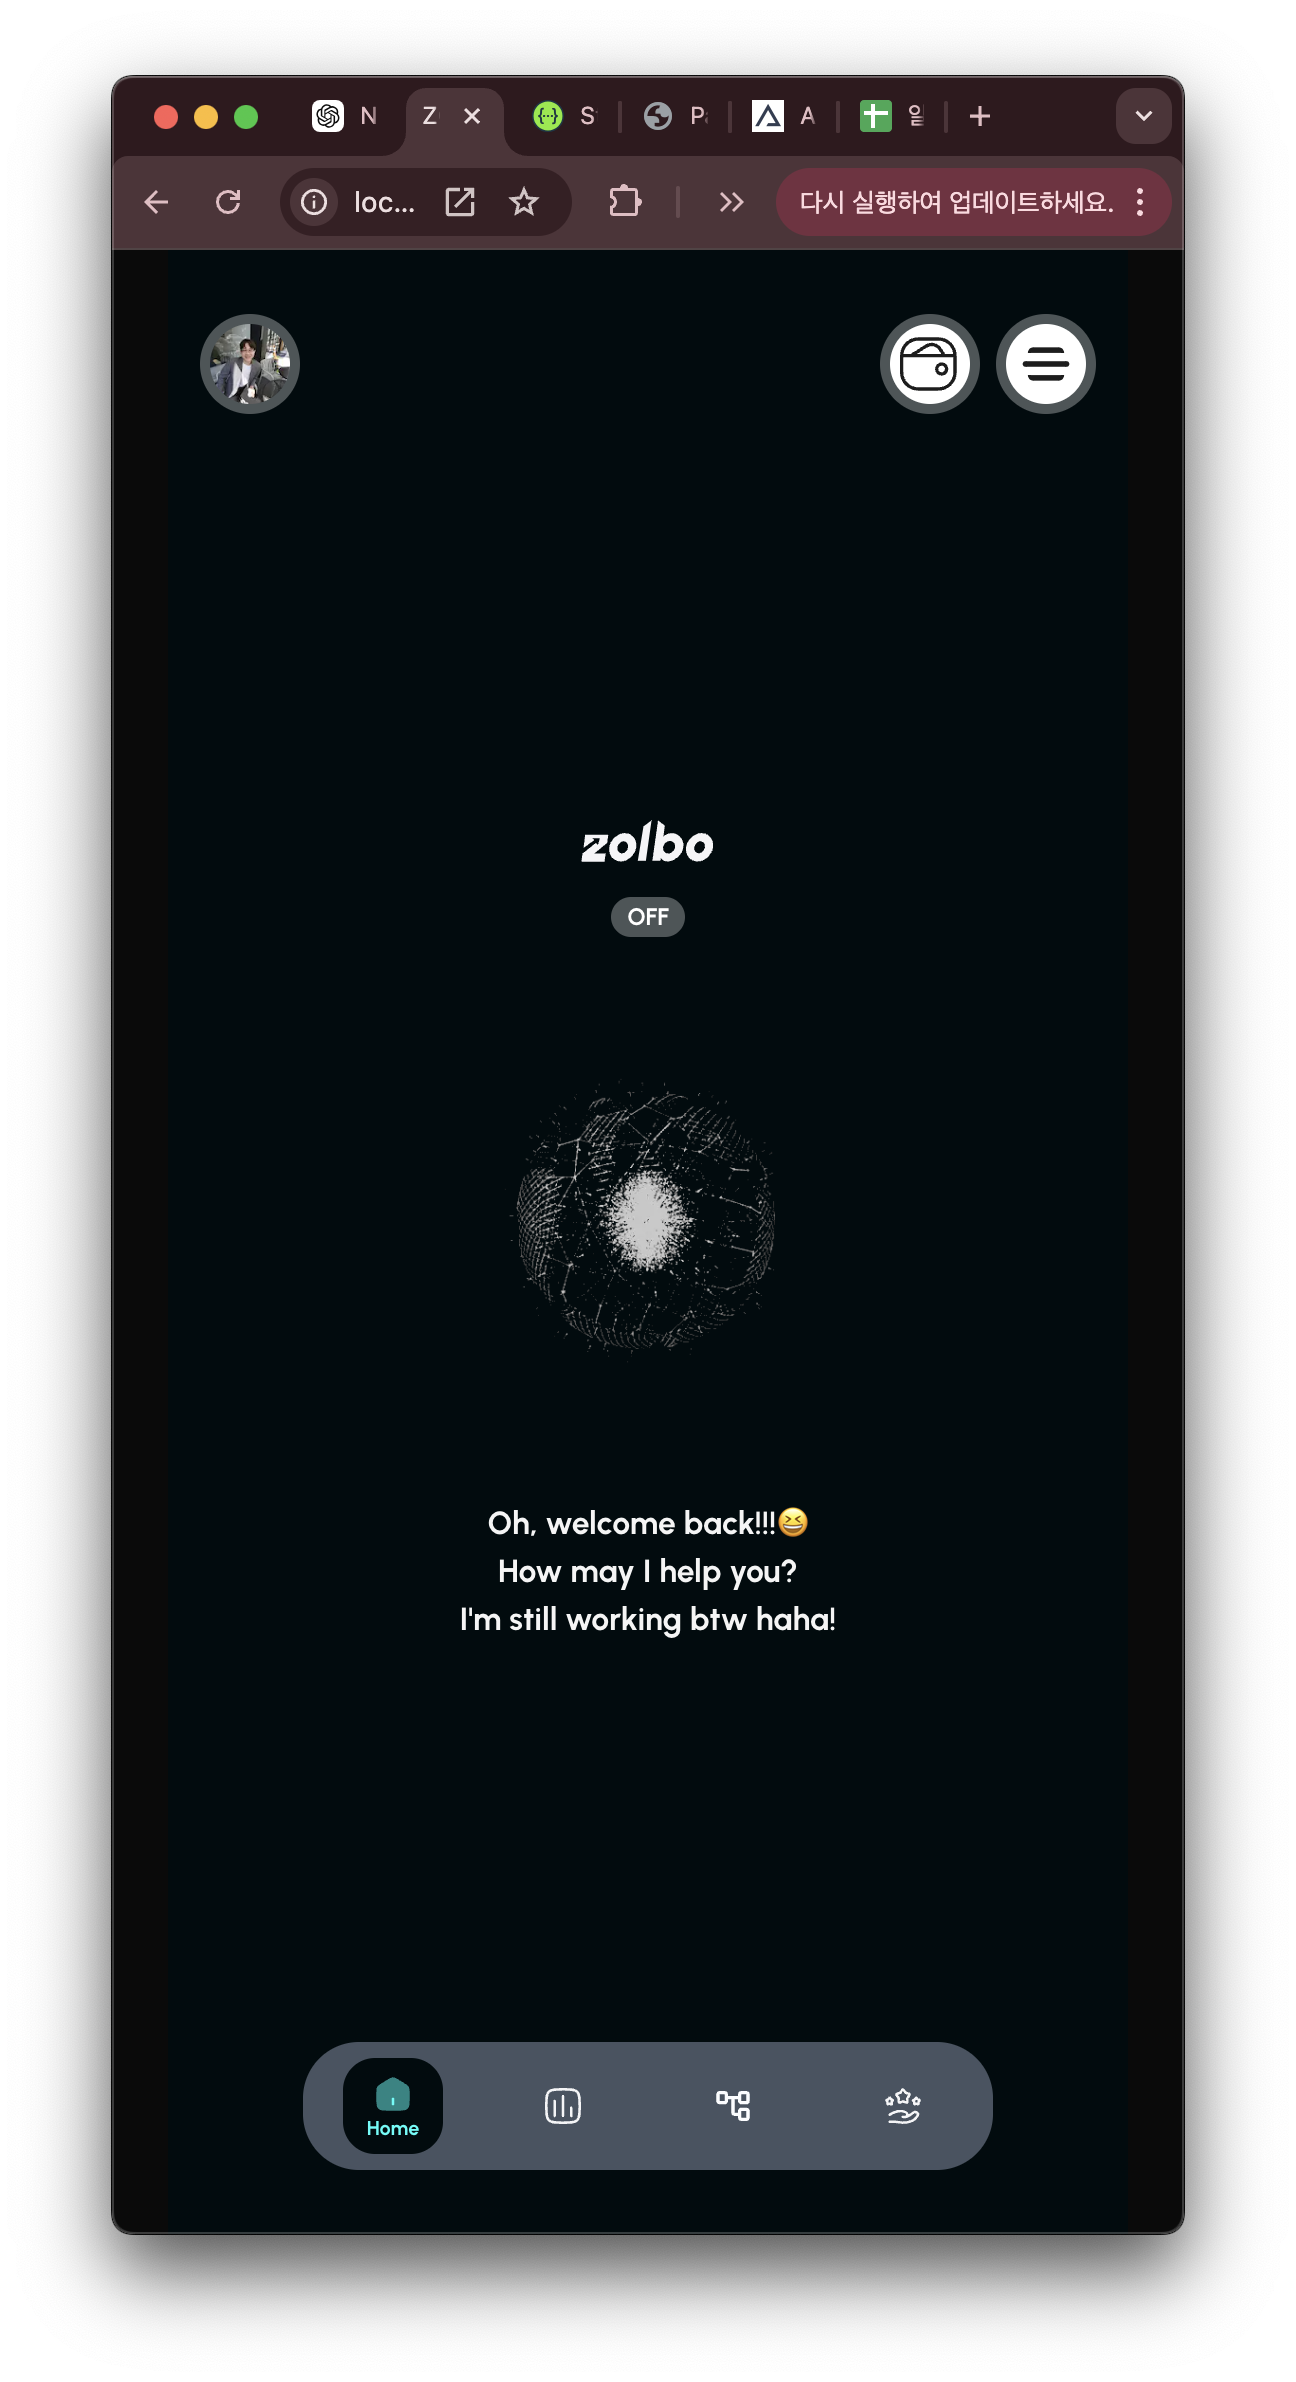 N
Z
S
P
A
일
loc...
다시 실행하여 업데이트하세요.
zolbo
OFF
Oh, welcome back!!!😆
How may I help you?
I'm still working btw haha!
Home